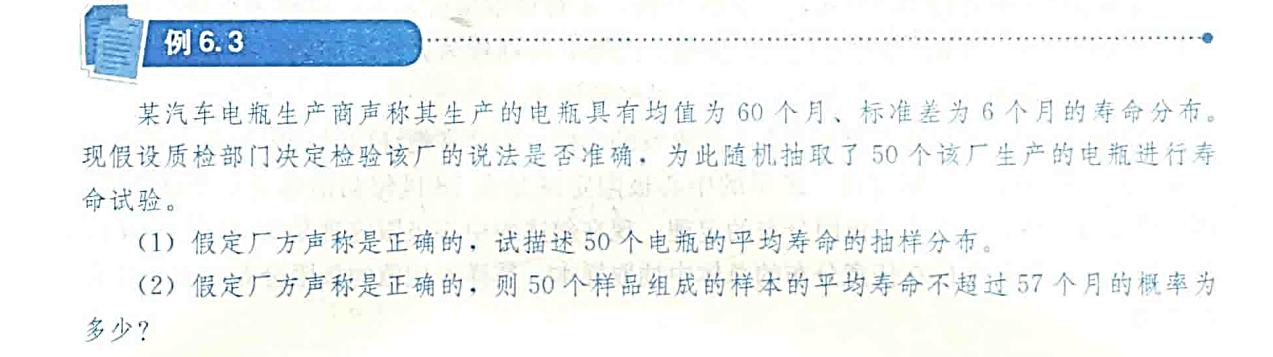 例 6.3
某汽车电瓶生产商声称其生产的电瓶具有均值为 60 个月、标准差为 6 个月的寿命分布。
现假设质检部门决定检验该厂的说法是否准确，为此随机抽取了 50 个该厂生产的电瓶进行寿
命试验。
（1）假定厂方声称是正确的，试描述 50 个电瓶的平均寿命的抽样分布。
（2）假定厂方声称是正确的，则 50 个样品组成的样本的平均寿命不超过 57 个月的概率为
多少？